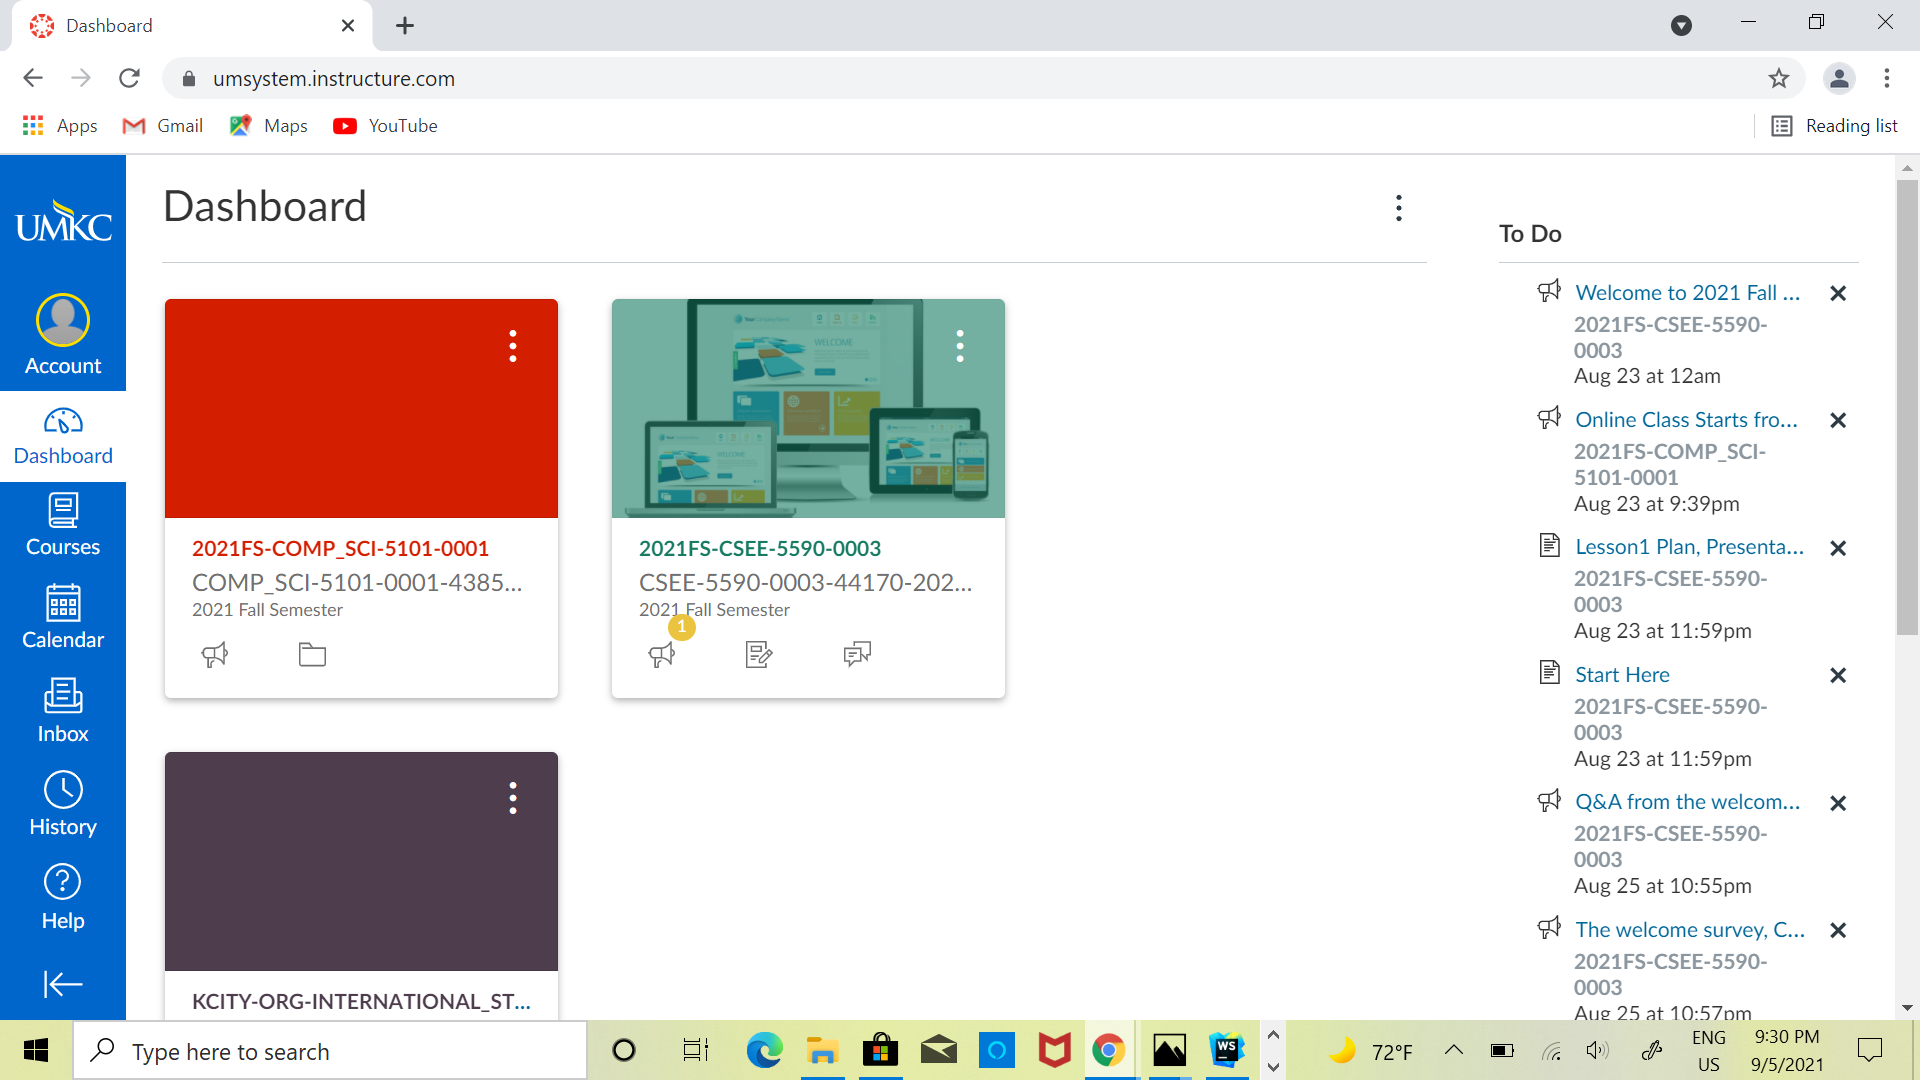 Dashboard
umsystem.instructure.com
Apps
Gmail
Maps
YouTube
Reading list
UMKC
Account
Dashboard
Courses
Calendar
Inbox
History
Help
Dashboard
WELCOME
WELCOME
2021FS-COMP_SCI-5101-0001
COMP_SCI-5101-0001-4385...
2021 Fall Semester
2021FS-CSEE-5590-0003
CSEE-5590-0003-44170-202...
2021 Fall Semester
1
KCITY-ORG-INTERNATIONAL_ST...
To Do
Welcome to 2021 Fall ...
2021FS-CSEE-5590-
0003
Aug 23 at 12am
Online Class Starts fro...
2021FS-COMP_SCI-
5101-0001
Aug 23 at 9:39pm
Lesson1 Plan, Presenta...
2021FS-CSEE-5590-
0003
Aug 23 at 11:59pm
Start Here
2021FS-CSEE-5590-
0003
Aug 23 at 11:59pm
Q&A from the welcom...
2021FS-CSEE-5590-
0003
Aug 25 at 10:55pm
The welcome survey, C...
2021FS-CSEE-5590-
0003
Aug 25 at 10:57pm
Type here to search
WS
72°F
ENG
US
9:30 PM
9/5/2021